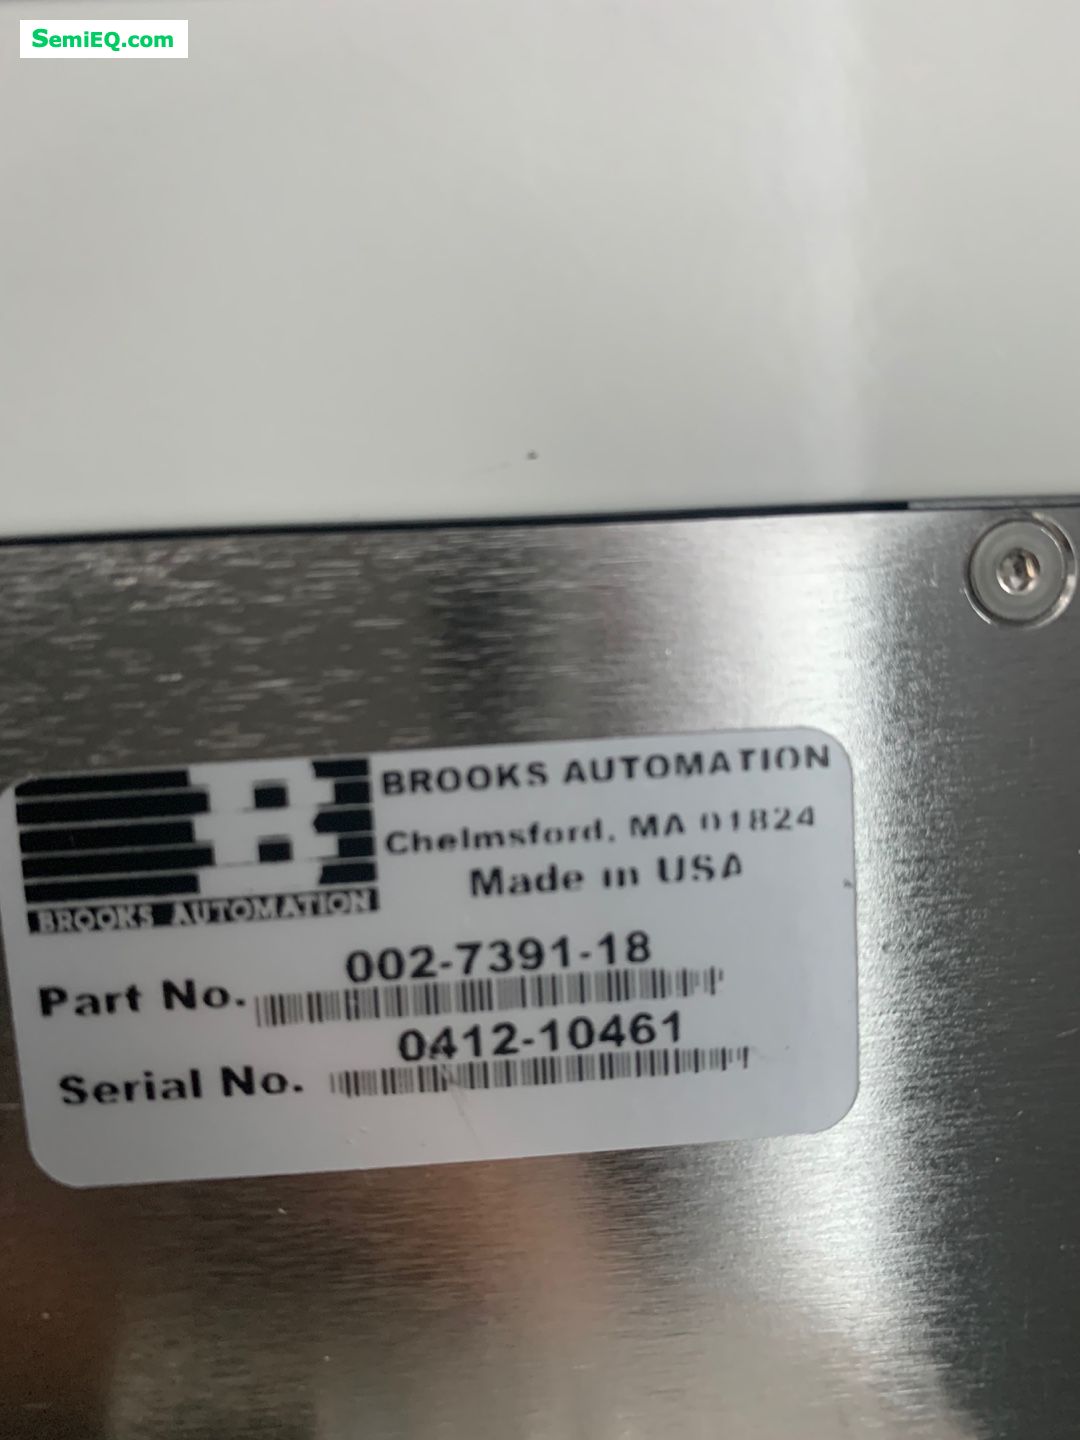 SemiEQ.com
BROOKS AUTOMATION
Chelmsford, MA 01824
Made in USA
BROOKS AUTOMATION
002-7391-18
Part No.
0412-10461
Serial No.